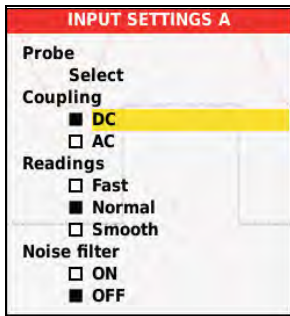 INPUT SETTINGS A
Probe
Select
Coupling
DC
AC
Readings
Fast
Normal
Smooth
Noise filter
ON
OFF